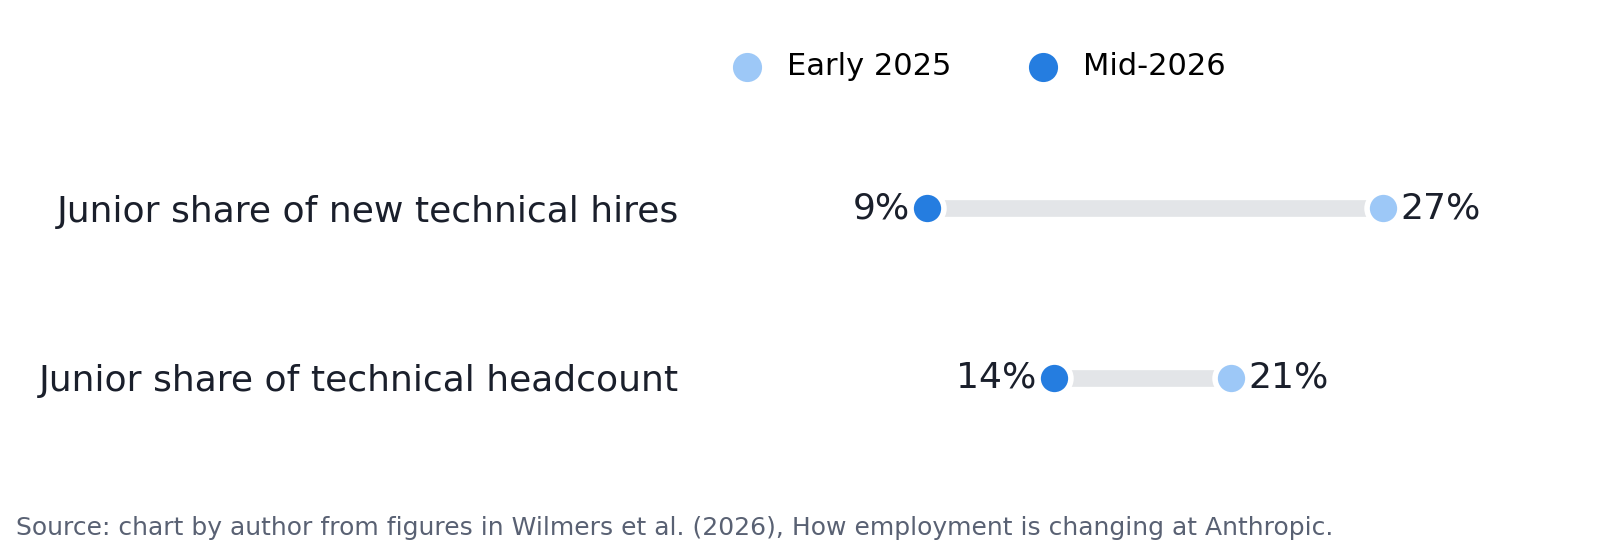 Early 2025 Mid-2026
Junior share of new technical hires 9% 27%
Junior share of technical headcount 14% 21%
Source: chart by author from figures in Wilmers et al. (2026), How employment is changing at Anthropic.